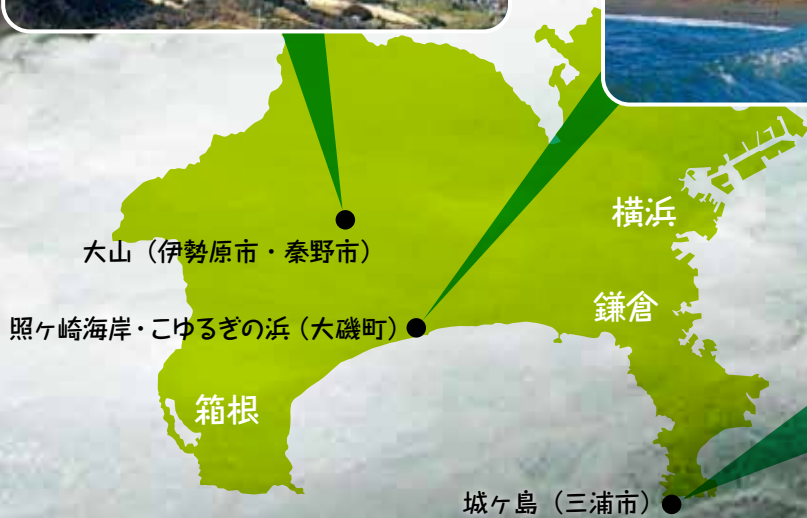 横浜
大山（伊勢原市・秦野市）
鎌倉
照ヶ崎海岸・こゆるぎの浜（大磯町）
箱根
城ヶ島（三浦市）